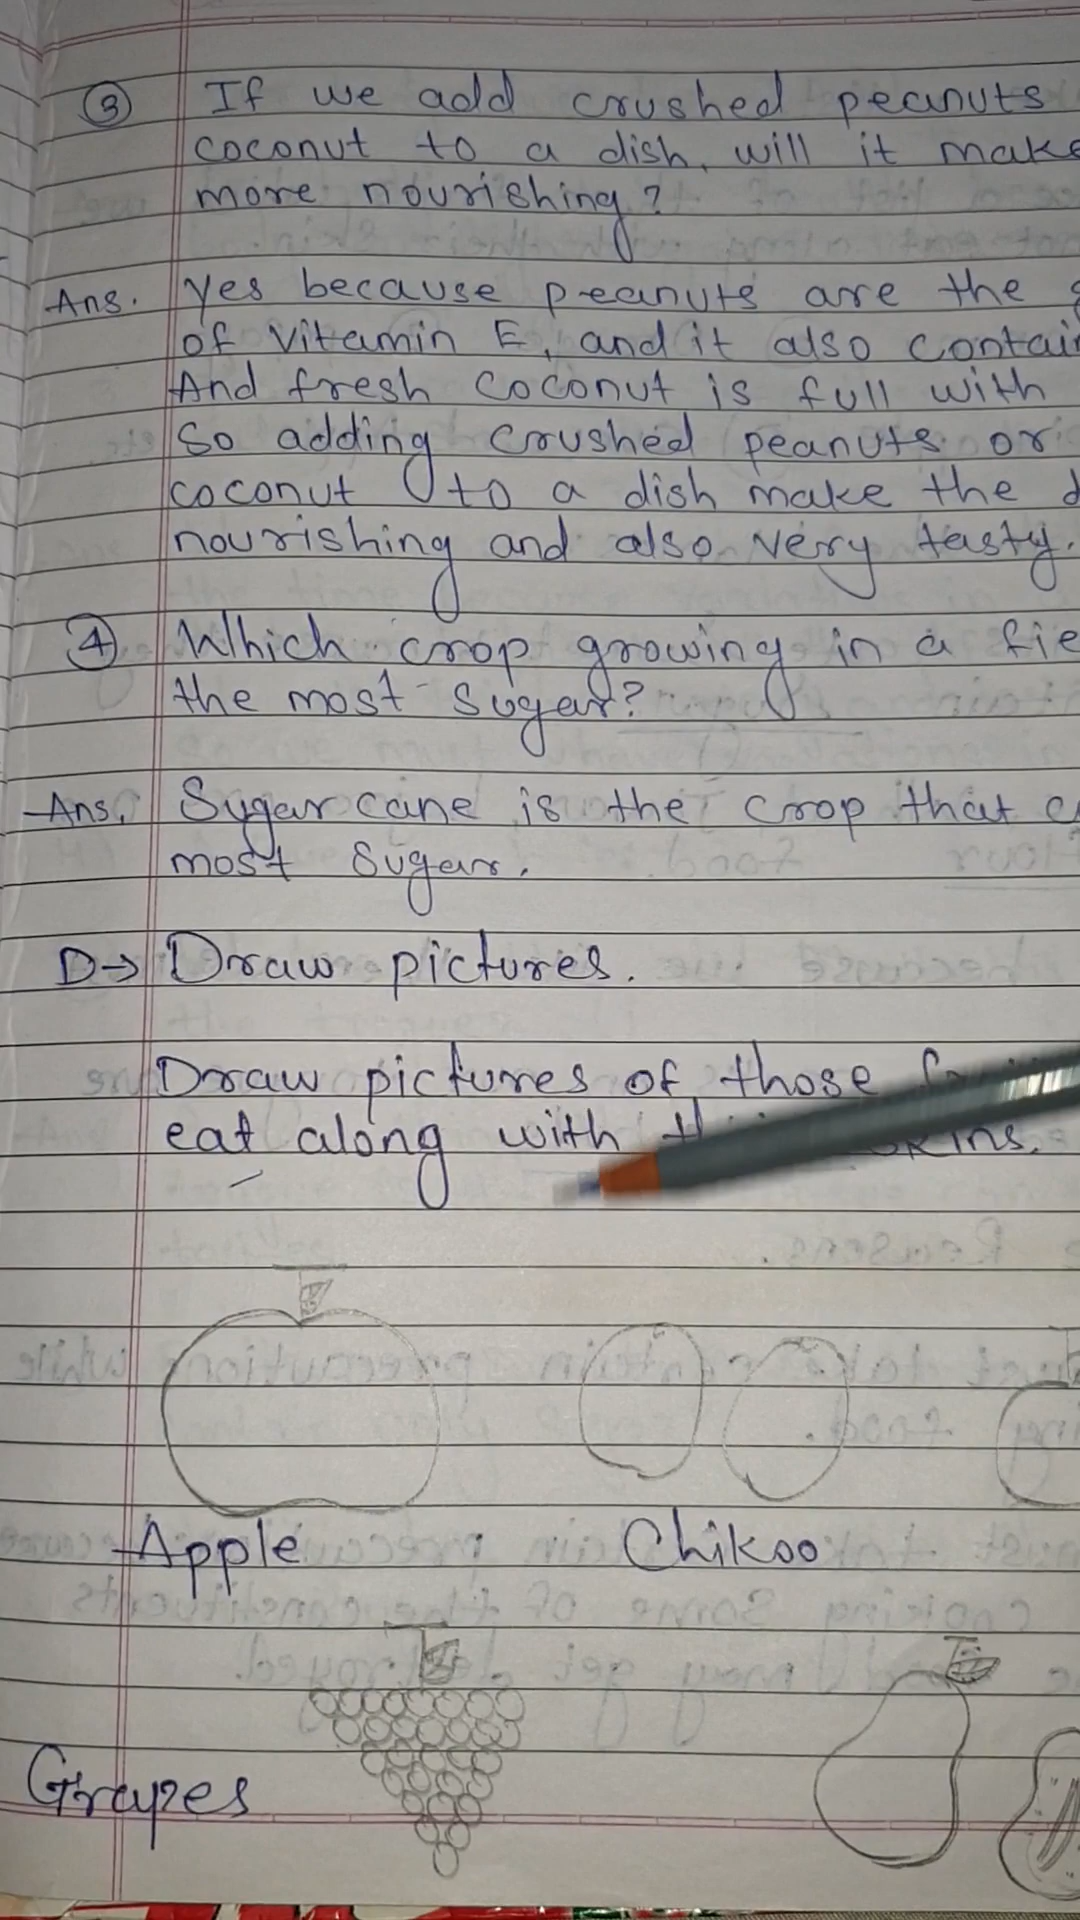 ③ If we add crushed peanuts
coconut to a dish, will it make
more nourishing?
Ans. Yes because peanuts are the
of vitamin E, and it also contain
And fresh coconut is full with
So adding crushed peanuts or
coconut to a dish make the d
nourishing and also very tasty.
④ Which crop growing in a fie
the most sugar?
Ans. Sugarcane is the crop that c
most sugar.
D→ Draw pictures.
Draw pictures of those
eat along with
Apple Chikoo
Grapes